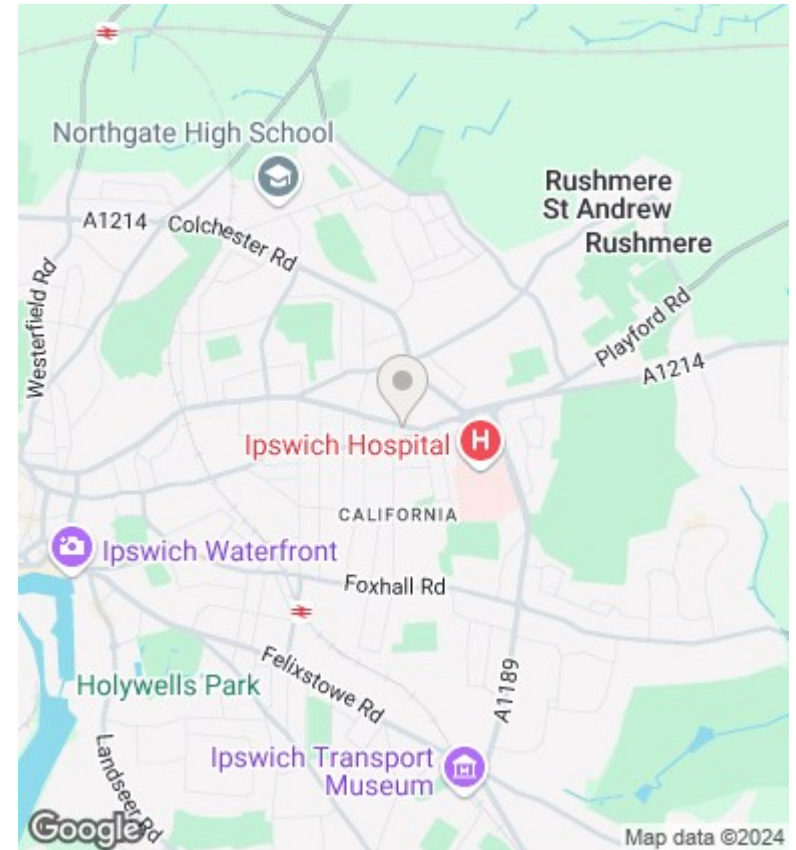 Northgate High School
Rushmere
St Andrew
Rushmere
A1214
Colchester Rd
Westerfield Rd
Playford Rd
A1214
Ipswich Hospital
H
CALIFORNIA
Ipswich Waterfront
Foxhall Rd
Holywells Park
Felixstowe Rd
A1189
Landseer Rd
Ipswich Transport
Museum
Google
Map data ©2024